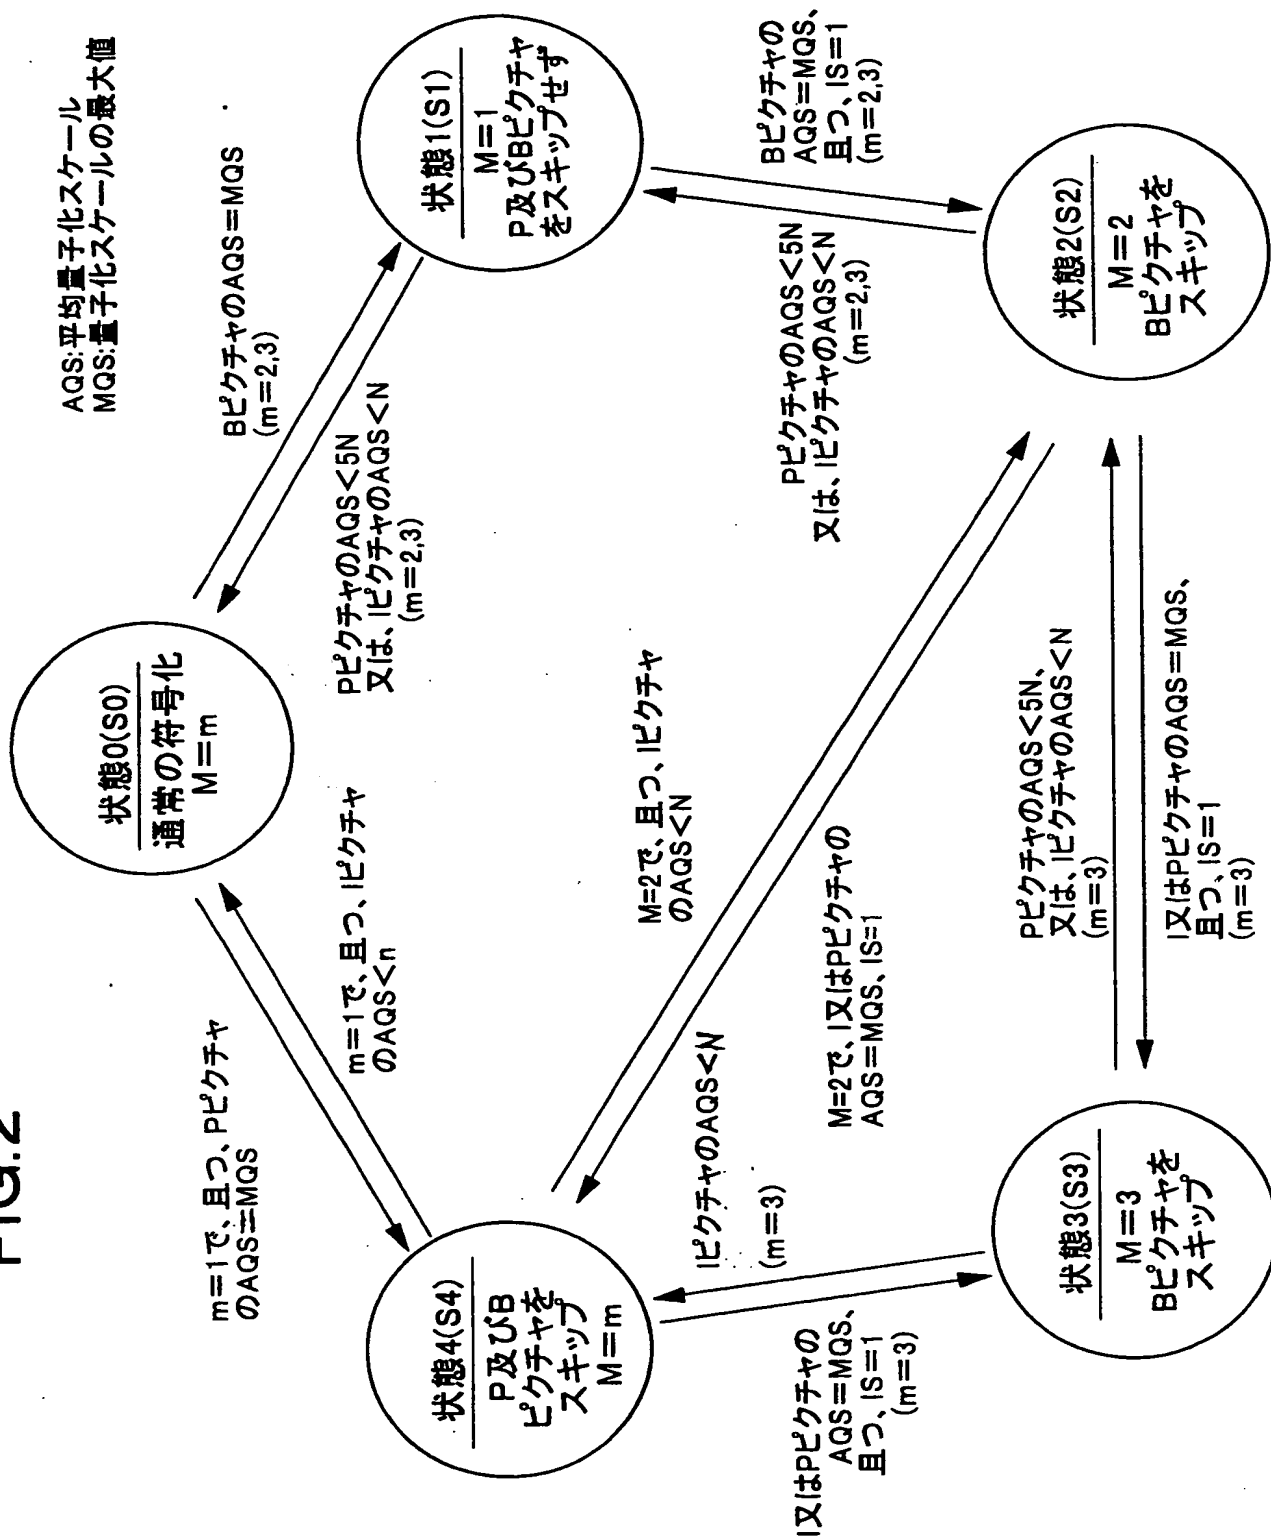 FIG.2
AQS:平均量子化スケール
MQS:量子化スケールの最大値
状態0(S0)
通常の符号化
M=m
BピクチャのAQS=MQS
(m=2,3)
PピクチャのAQS<5N
又は、IピクチャのAQS<N
(m=2,3)
状態1(S1)
M=1
P及びBピクチャ
をスキップせず
m=1で、且つ、Pピクチャ
のAQS=MQS
m=1で、且つ、Iピクチャ
のAQS<n
M=2で、且つ、Iピクチャ
のAQS<N
M=2で、I又はPピクチャの
AQS=MQS、IS=1
Bピクチャの
AQS=MQS、
且つ、IS=1
(m=2,3)
PピクチャのAQS<5N
又は、IピクチャのAQS<N
(m=2,3)
状態4(S4)
P及びB
ピクチャを
スキップ
M=m
IピクチャのAQS<N
(m=3)
I又はPピクチャの
AQS=MQS、
且つ、IS=1
(m=3)
PピクチャのAQS<5N、
又は、IピクチャのAQS<N
(m=3)
I又はPピクチャのAQS=MQS、
且つ、IS=1
(m=3)
状態3(S3)
M=3
Bピクチャを
スキップ
状態2(S2)
M=2
Bピクチャを
スキップ